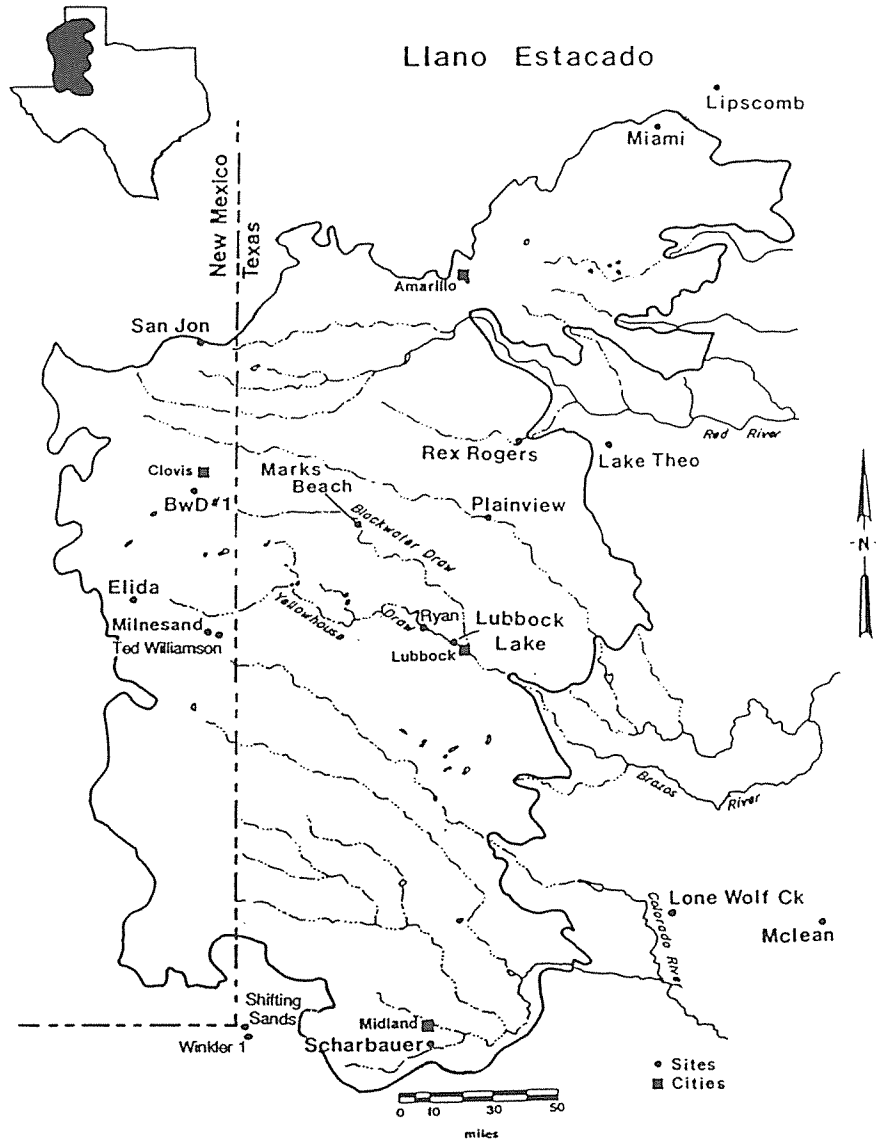 Llano Estacado
Lipscomb
Miami
New Mexico
Texas
Amarillo
San Jon
Red River
Rex Rogers
Lake Theo
Clovis
Marks
Beach
BwD#1
Plainview
Blackwater Draw
N
Elida
Milnesand
Ted Williamson
Yellowhouse
Draw
Ryan
Lubbock
Lake
Lubbock
Brazos River
Lone Wolf Ck
Colorado River
Mclean
Shifting
Sands
Winkler 1
Midland
Scharbauer
Sites
Cities
0 10 30 50
miles